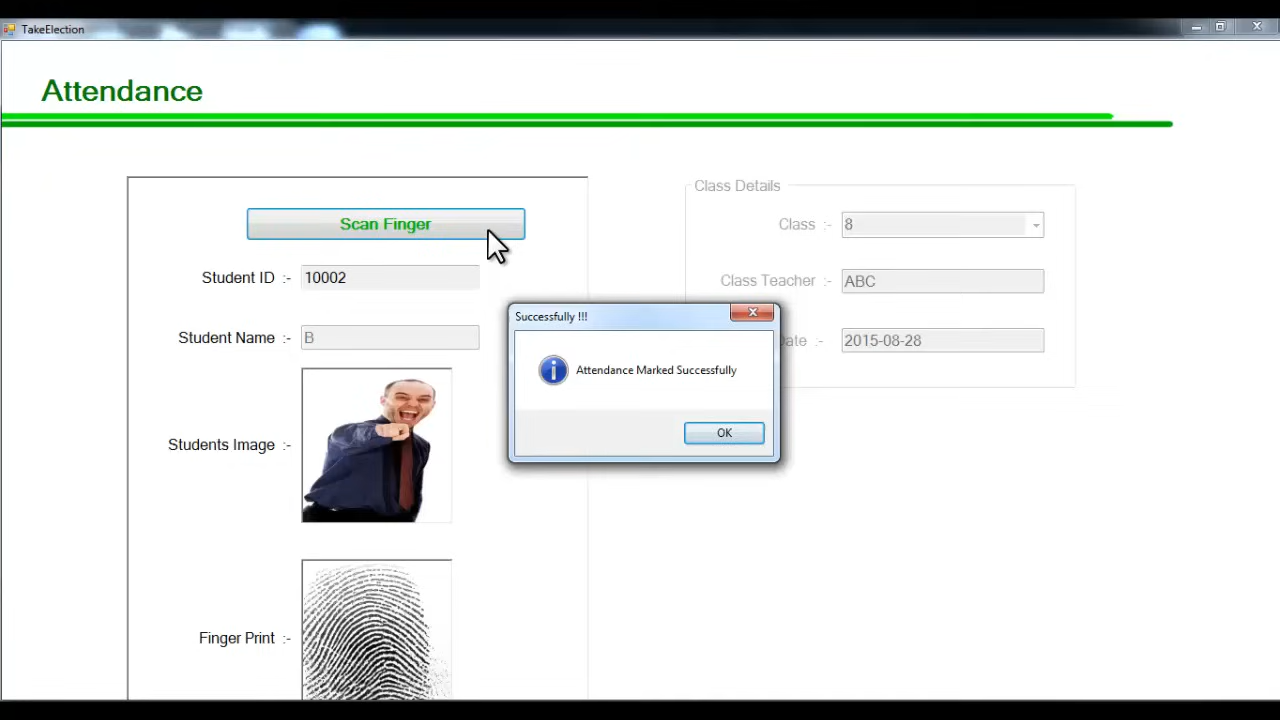 TakeElection
Attendance
Scan Finger
Student ID :- 10002
Student Name :- B
Students Image :-
Finger Print :-
Class Details
Class :- 8
Class Teacher :- ABC
Date :- 2015-08-28
Successfully !!!
Attendance Marked Successfully
OK